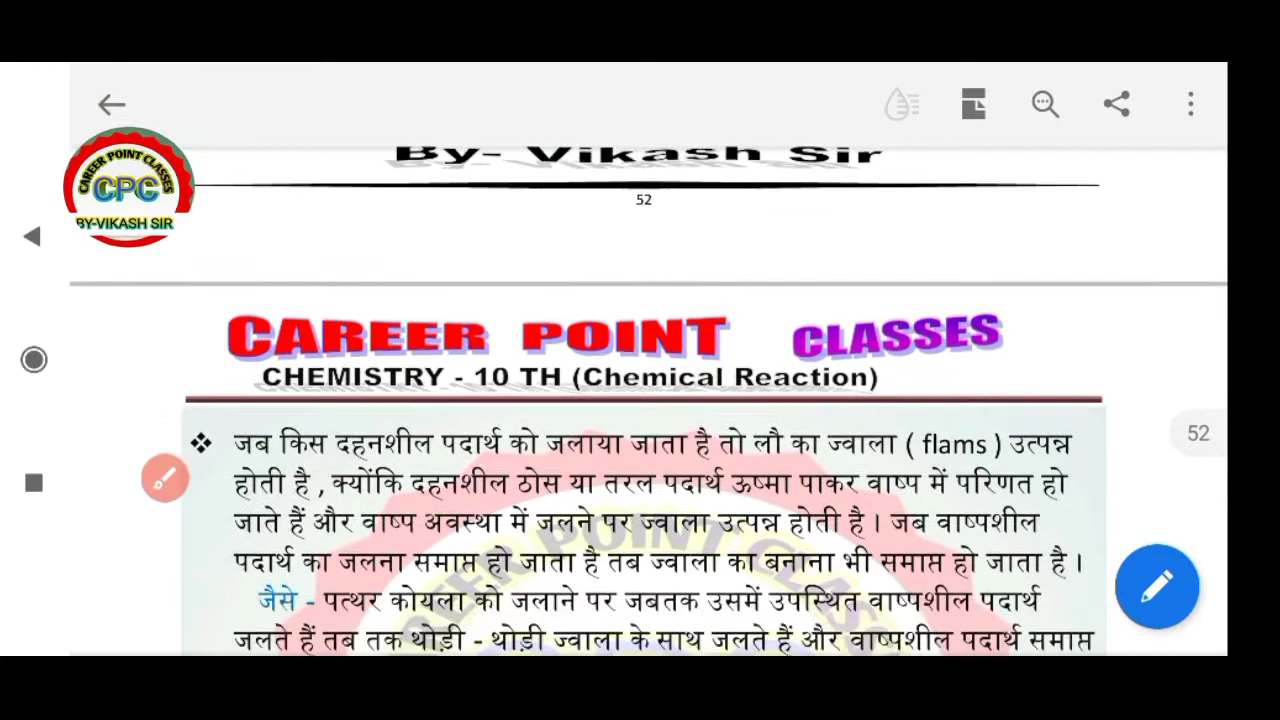 By- Vikash Sir
CAREER POINT CLASSES
CPC
BY-VIKASH SIR
52
CAREER POINT CLASSES
CHEMISTRY - 10 TH (Chemical Reaction)
52
❖ जब किस दहनशील पदार्थ को जलाया जाता है तो लौ का ज्वाला ( flams ) उत्पन्न
होती है , क्योंकि दहनशील ठोस या तरल पदार्थ ऊष्मा पाकर वाष्प में परिणत हो
जाते हैं और वाष्प अवस्था में जलने पर ज्वाला उत्पन्न होती है । जब वाष्पशील
पदार्थ का जलना समाप्त हो जाता है तब ज्वाला का बनाना भी समाप्त हो जाता है ।
जैसे - पत्थर कोयला को जलाने पर जबतक उसमें उपस्थित वाष्पशील पदार्थ
जलते हैं तब तक थोड़ी - थोड़ी ज्वाला के साथ जलते हैं और वाष्पशील पदार्थ समाप्त